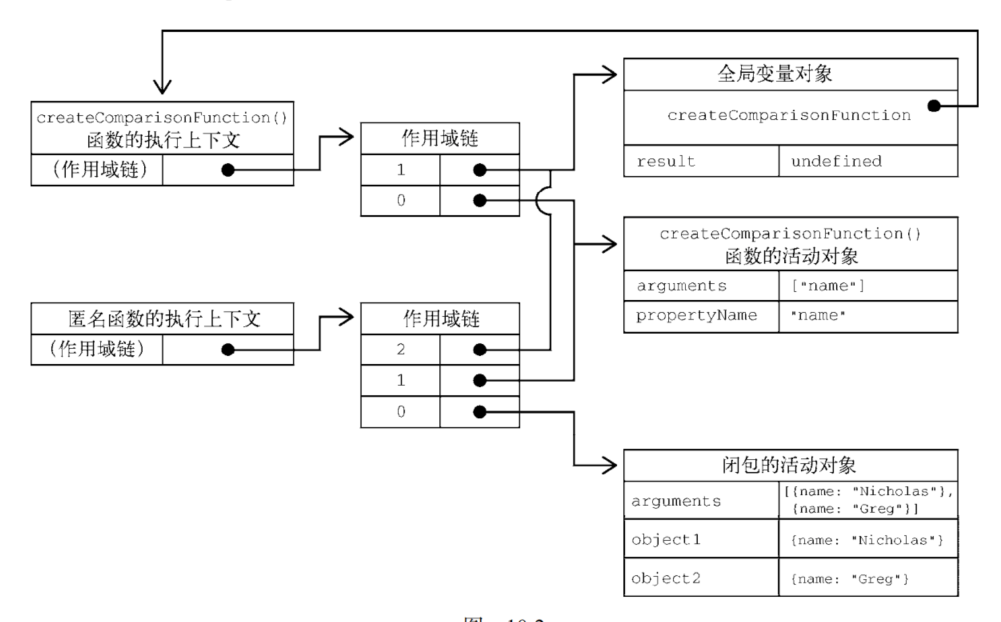 createComparisonFunction()
函数的执行上下文
(作用域链)
作用域链
1
0
全局变量对象
createComparisonFunction
result undefined
createComparisonFunction()
函数的活动对象
arguments ["name"]
propertyName "name"
匿名函数的执行上下文
(作用域链)
作用域链
2
1
0
闭包的活动对象
arguments [{name: "Nicholas"},
{name: "Greg"}]
object1 {name: "Nicholas"}
object2 {name: "Greg"}